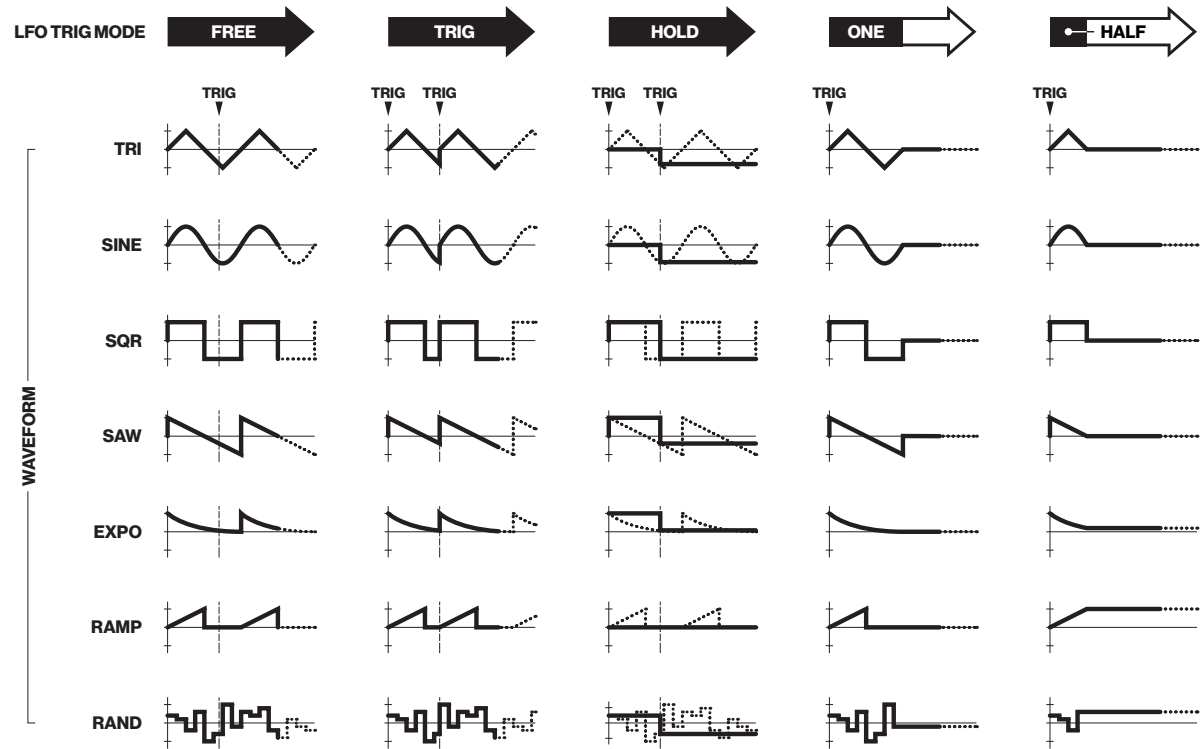 LFO TRIG MODE FREE TRIG HOLD ONE HALF
TRIG TRIG TRIG TRIG TRIG TRIG TRIG
WAVEFORM
TRI
SINE
SQR
SAW
EXPO
RAMP
RAND